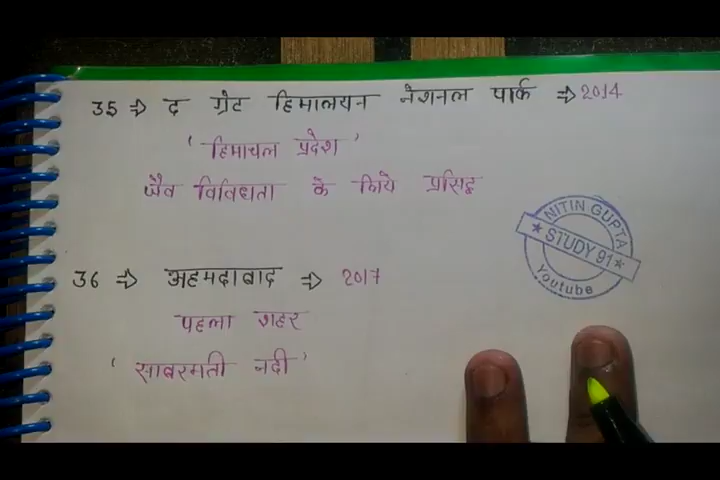 35 ⇒ द ग्रेट हिमालयन नेशनल पार्क ⇒ 2014
' हिमाचल प्रदेश '
जैव विविधता के लिये प्रसिद्ध
36 ⇒ अहमदाबाद ⇒ 2017
पहला शहर
' साबरमती नदी '
NITIN GUPTA
★ STUDY 91 ★
Youtube